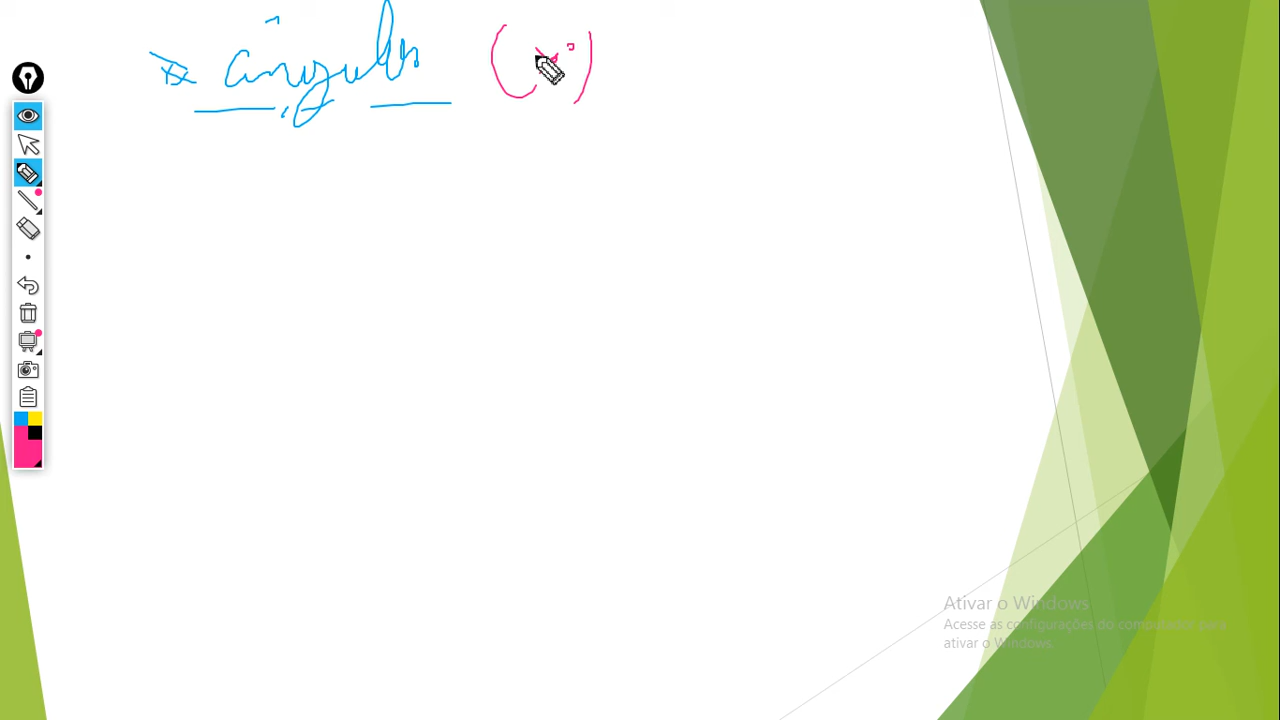 * ângulo (x°)
Ativar o Windows
Acesse as configurações do computador para
ativar o Windows.